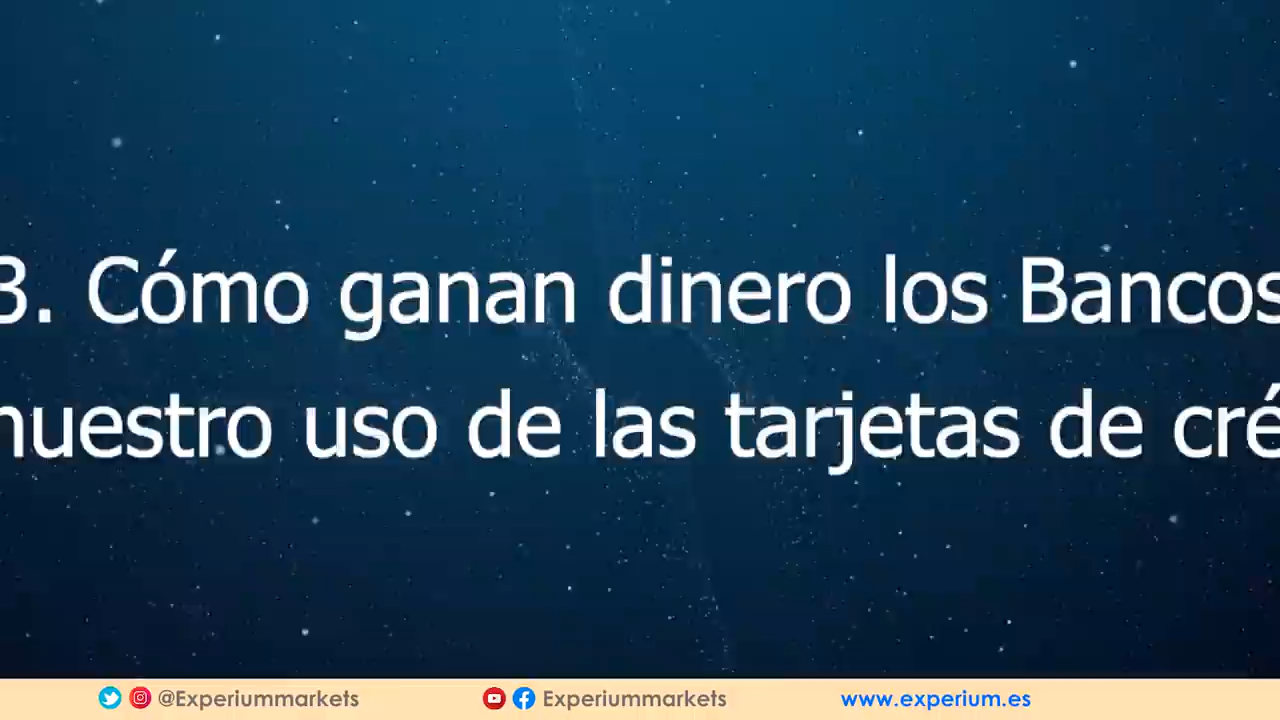 3. Cómo ganan dinero los Bancos
nuestro uso de las tarjetas de cré
@Experiummarkets
Experiummarkets
www.experium.es